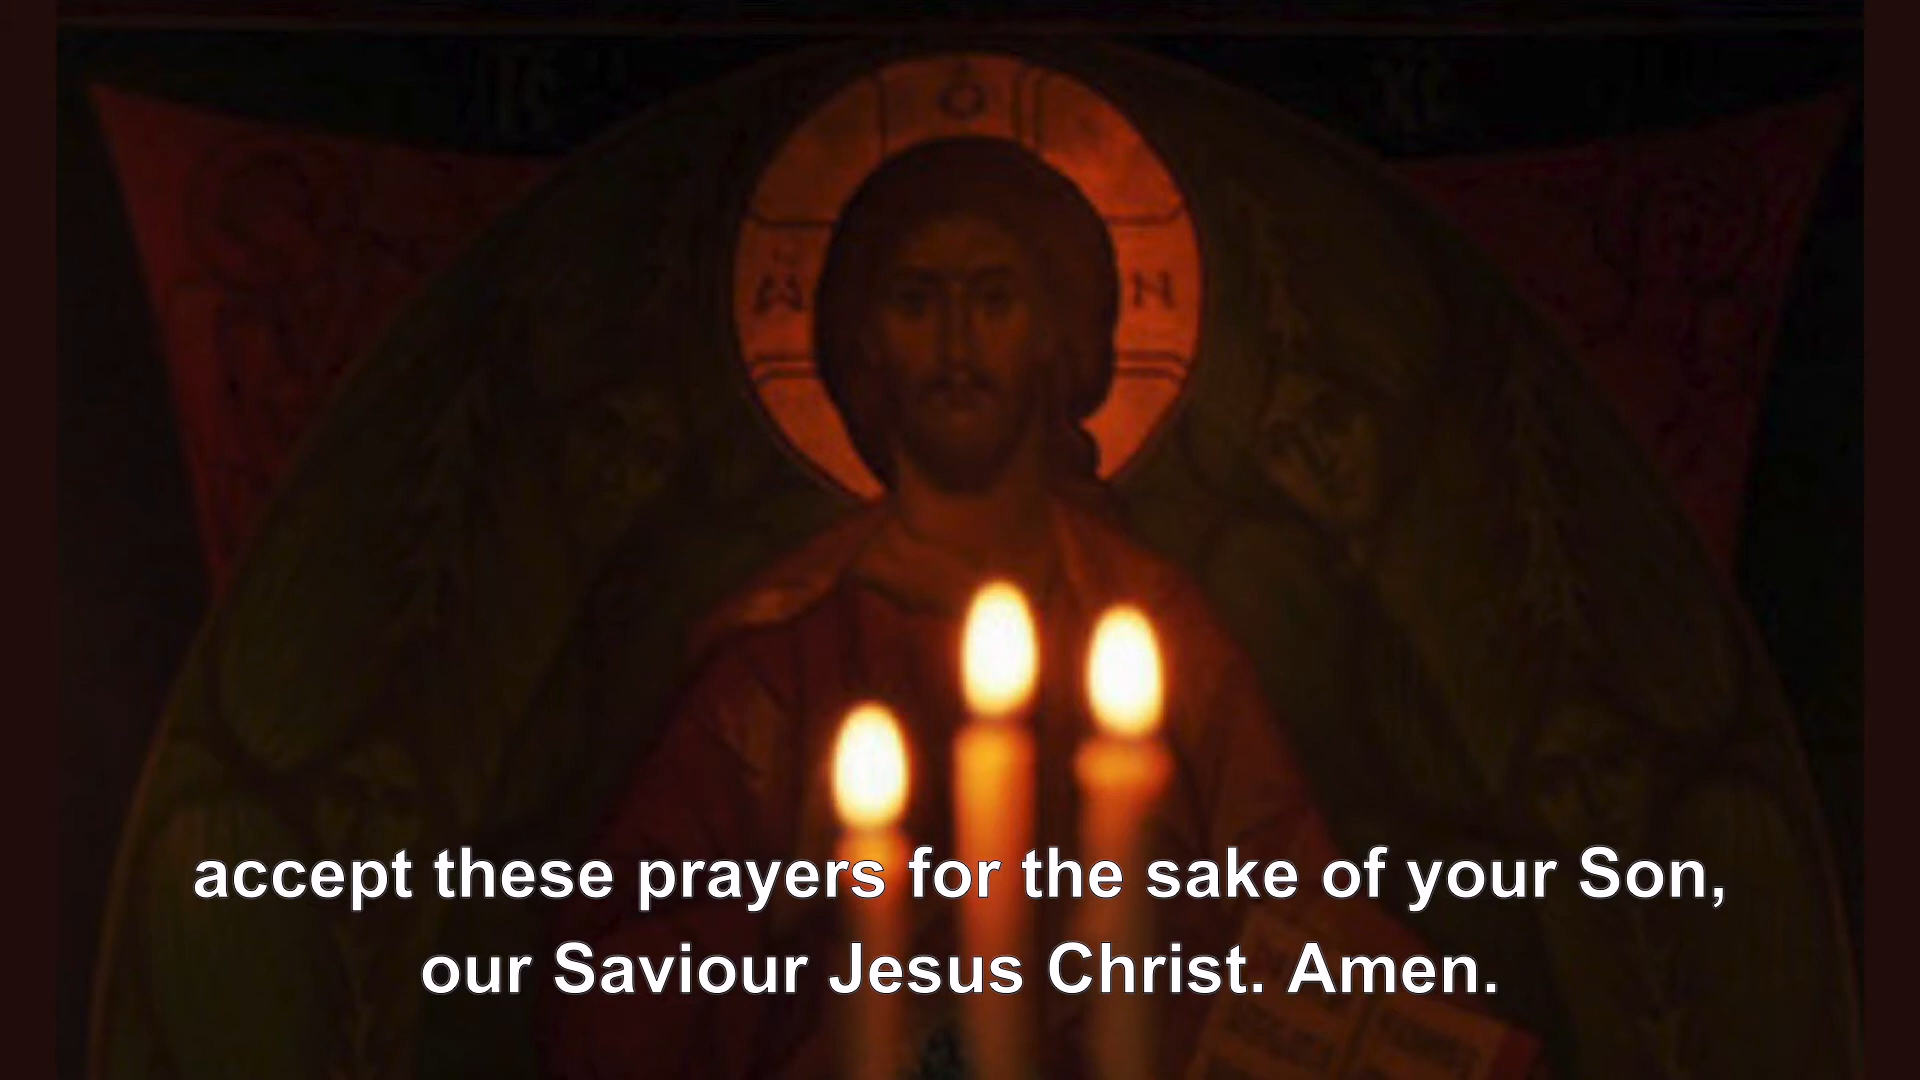 О
Ѡ Н
accept these prayers for the sake of your Son,
our Saviour Jesus Christ. Amen.